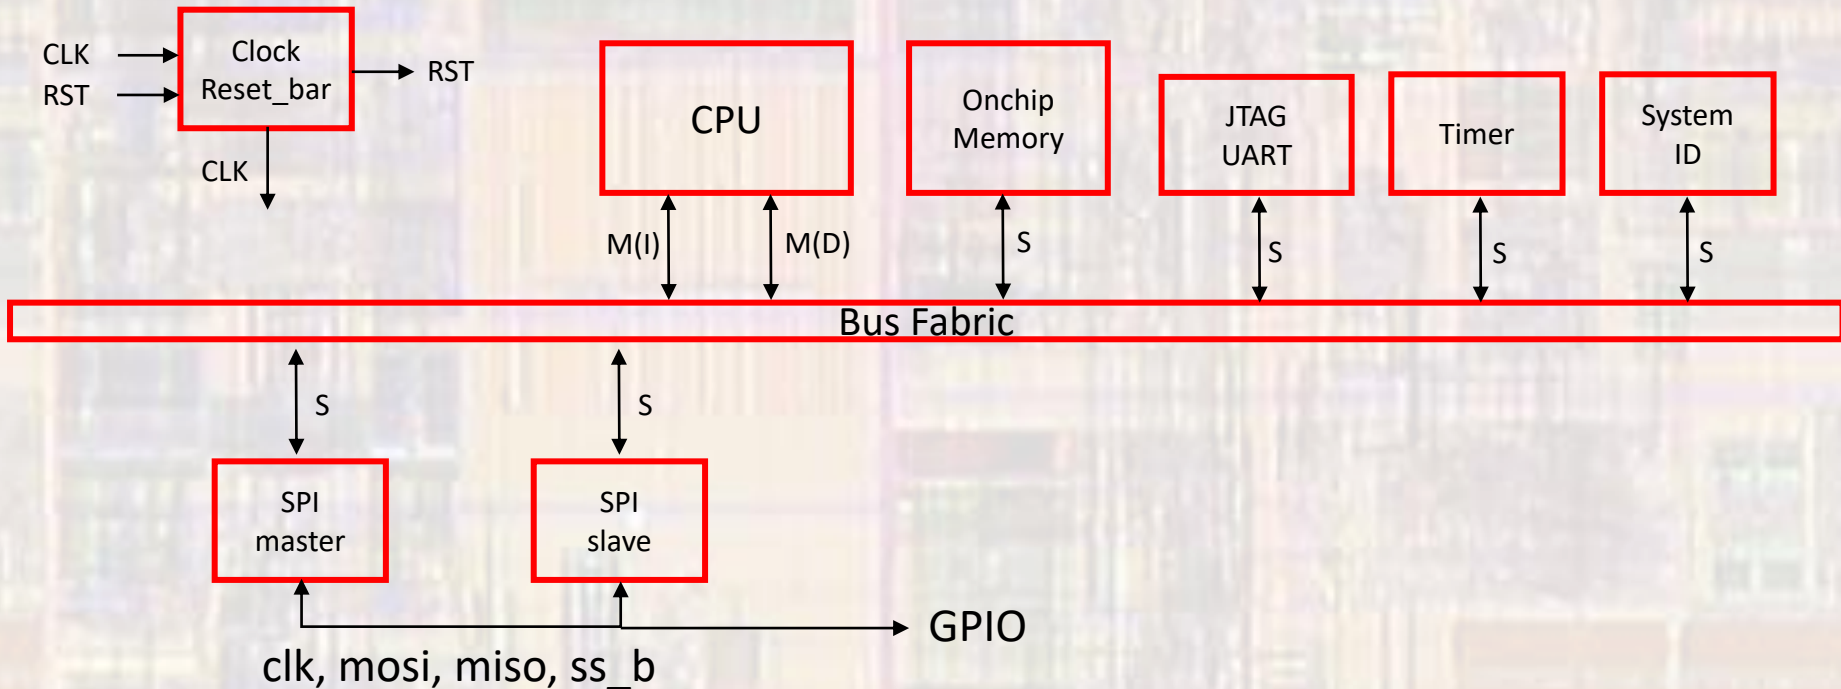 CLK
RST
Clock
Reset_bar
RST
CLK
CPU
Onchip
Memory
JTAG
UART
Timer
System
ID
M(I)
M(D)
S
S
S
S
Bus Fabric
S
S
SPI
master
SPI
slave
GPIO
clk, mosi, miso, ss_b